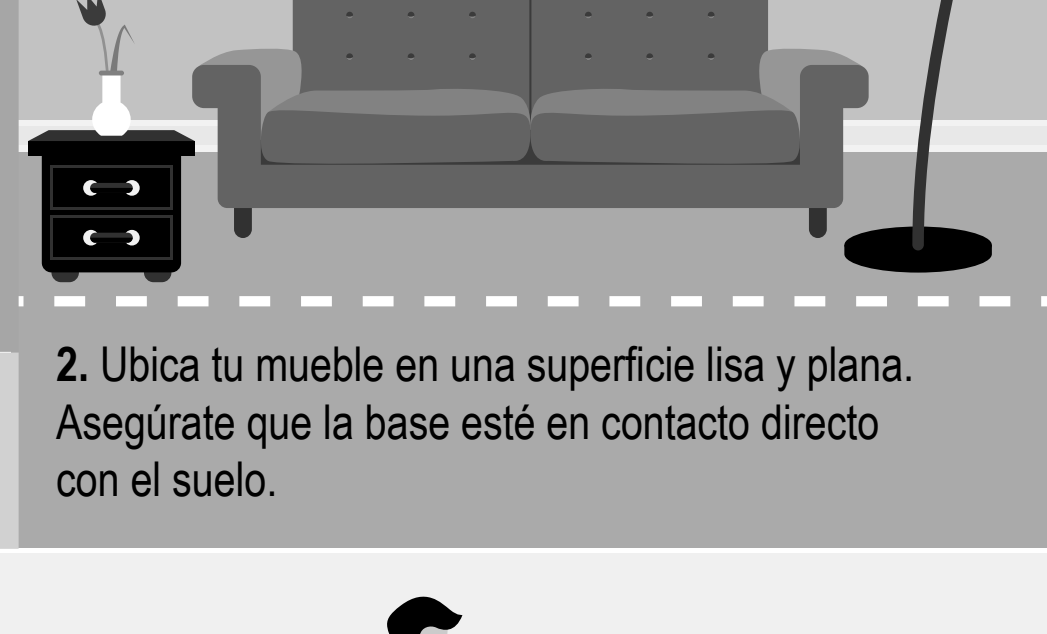 2. Ubica tu mueble en una superficie lisa y plana.
Asegúrate que la base esté en contacto directo
con el suelo.